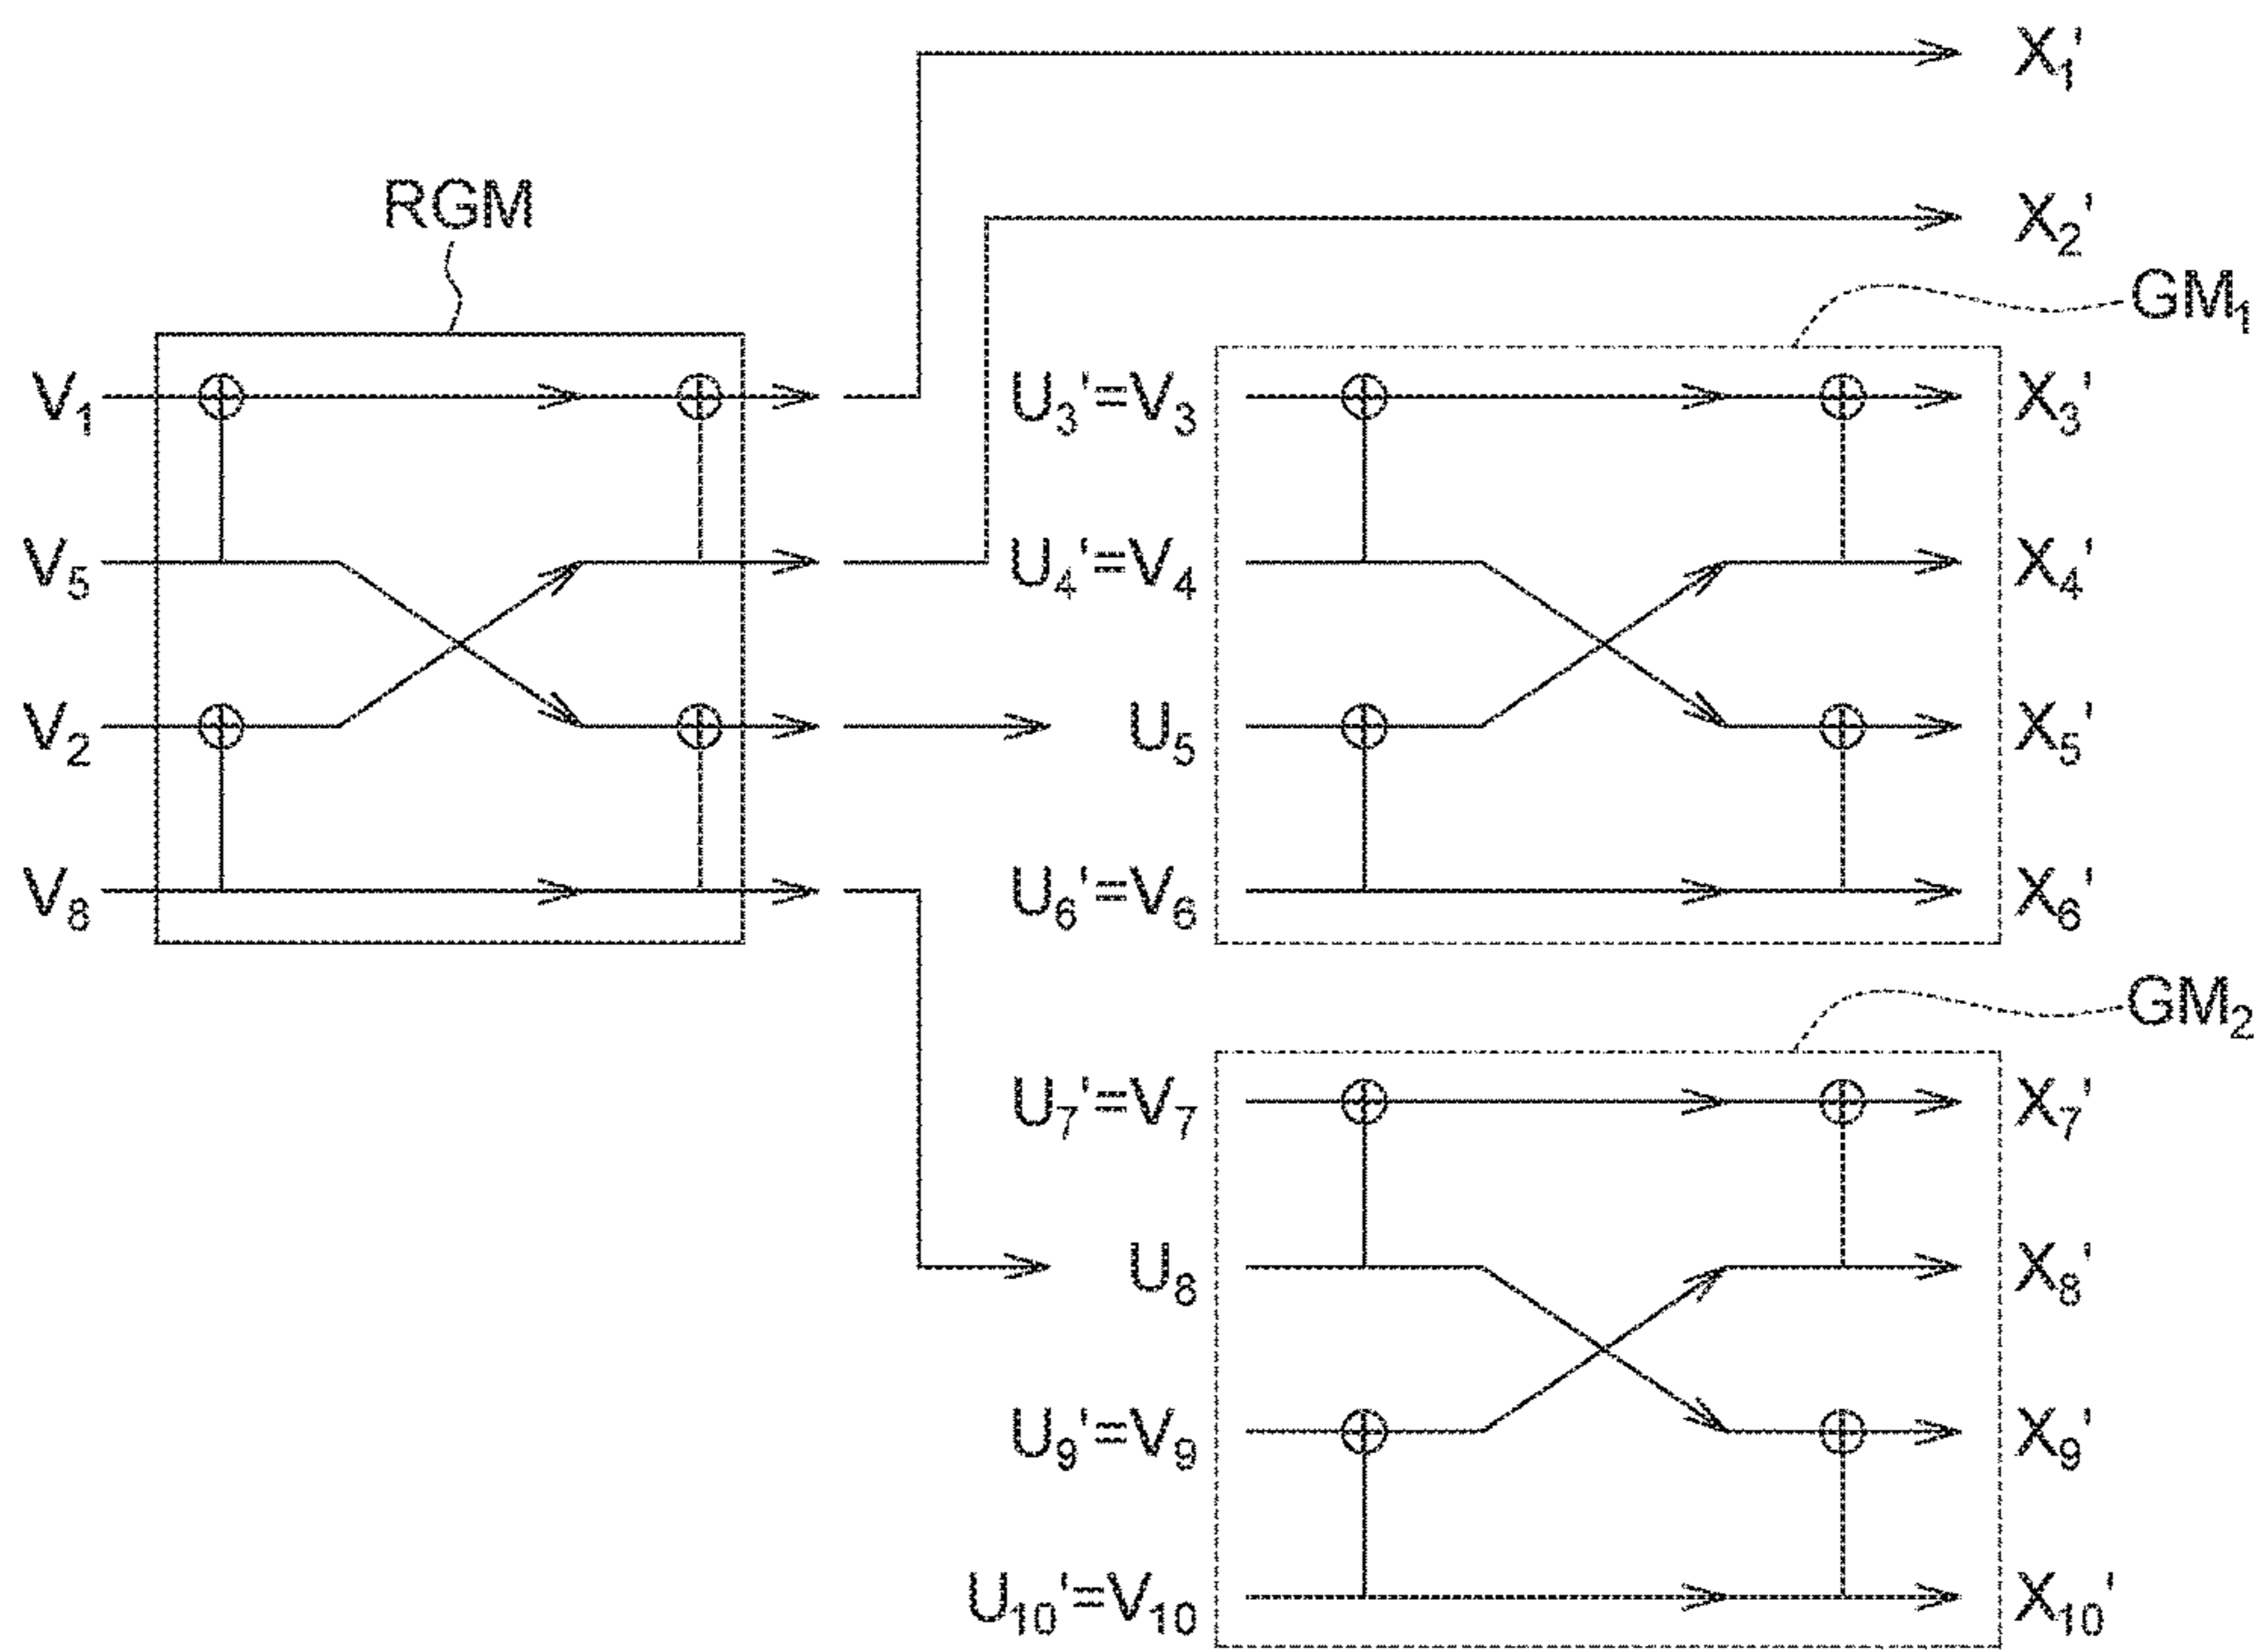 X₁'
RGM
X₂'
GM₁
V₁
U₃'=V₃
X₃'
V₅
U₄'=V₄
X₄'
V₂
U₅
X₅'
V₈
U₆'=V₆
X₆'
GM₂
U₇'=V₇
X₇'
U₈
X₈'
U₉'=V₉
X₉'
U₁₀'=V₁₀
X₁₀'